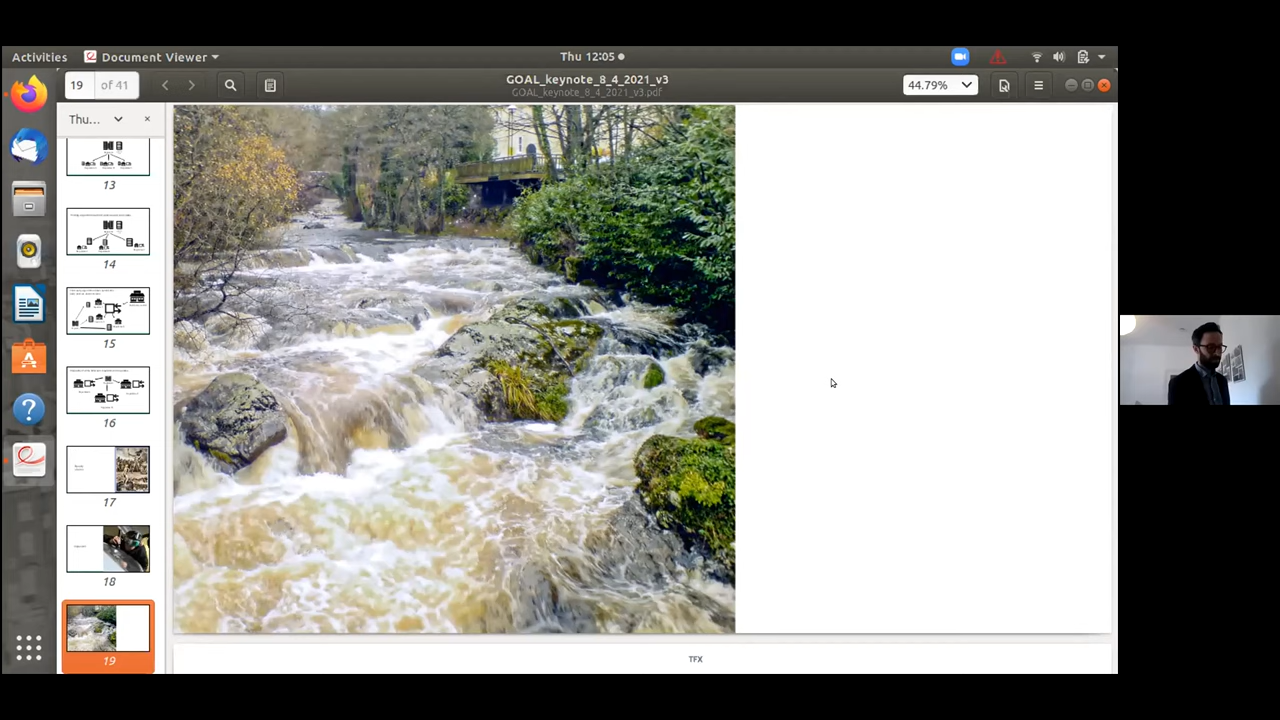 Activities
Document Viewer
Thu 12:05
19 of 41
GOAL_keynote_8_4_2021_v3
GOAL_keynote_8_4_2021_v3.pdf
44.79%
Thu...
13
14
15
16
17
18
19
TFX